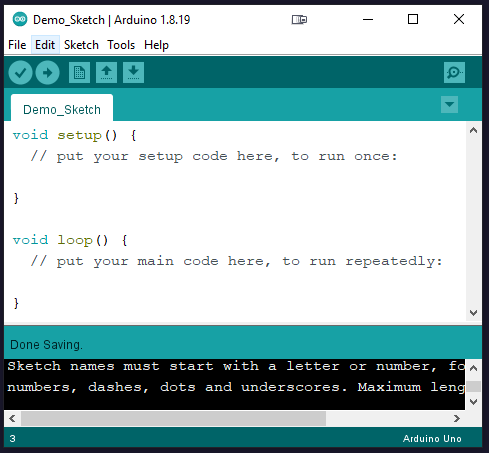 Demo_Sketch | Arduino 1.8.19
File Edit Sketch Tools Help
Demo_Sketch
void setup() {
// put your setup code here, to run once:
}
void loop() {
// put your main code here, to run repeatedly:
}
Done Saving.
Sketch names must start with a letter or number, fo
numbers, dashes, dots and underscores. Maximum leng
3 Arduino Uno